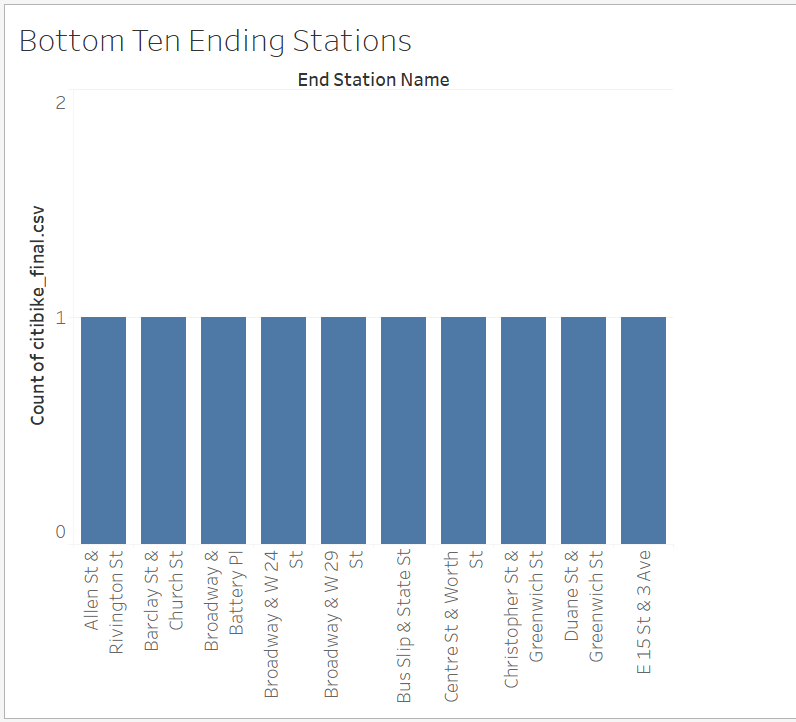 Bottom Ten Ending Stations
End Station Name
Count of citibike_final.csv
2
1
0
Allen St &
Rivington St
Barclay St &
Church St
Broadway &
Battery Pl
Broadway & W 24
St
Broadway & W 29
St
Bus Slip & State St
Centre St & Worth
St
Christopher St &
Greenwich St
Duane St &
Greenwich St
E 15 St & 3 Ave